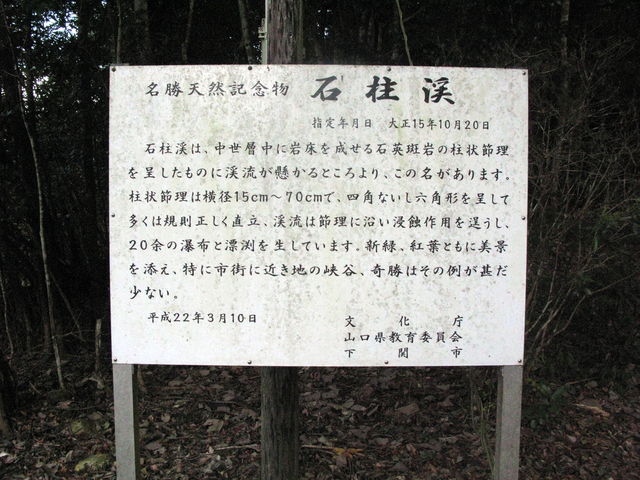 名勝天然記念物 石柱渓
指定年月日 大正15年10月20日
石柱渓は、中世層中に岩床を成せる石英斑岩の柱状節理
を呈したものに渓流が懸かるところより、この名があります。
柱状節理は横径15cm～70cmで、四角ないし六角形を呈して
多くは規則正しく直立、渓流は節理に沿い浸蝕作用を逞うし、
20余の瀑布と漂渕を生しています。新緑、紅葉ともに美景
を添え、特に市街に近き地の峡谷、奇勝はその例が甚だ
少ない。
平成22年3月10日
文化庁
山口県教育委員会
下関市